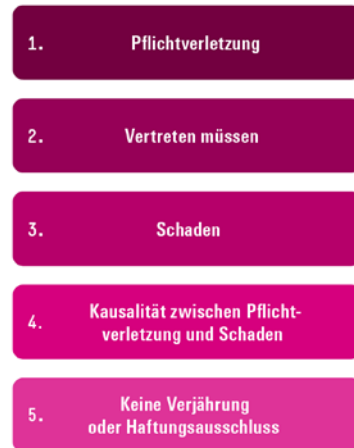 1. Pflichtverletzung
2. Vertreten müssen
3. Schaden
4. Kausalität zwischen Pflicht-
verletzung und Schaden
5. Keine Verjährung
oder Haftungsausschluss